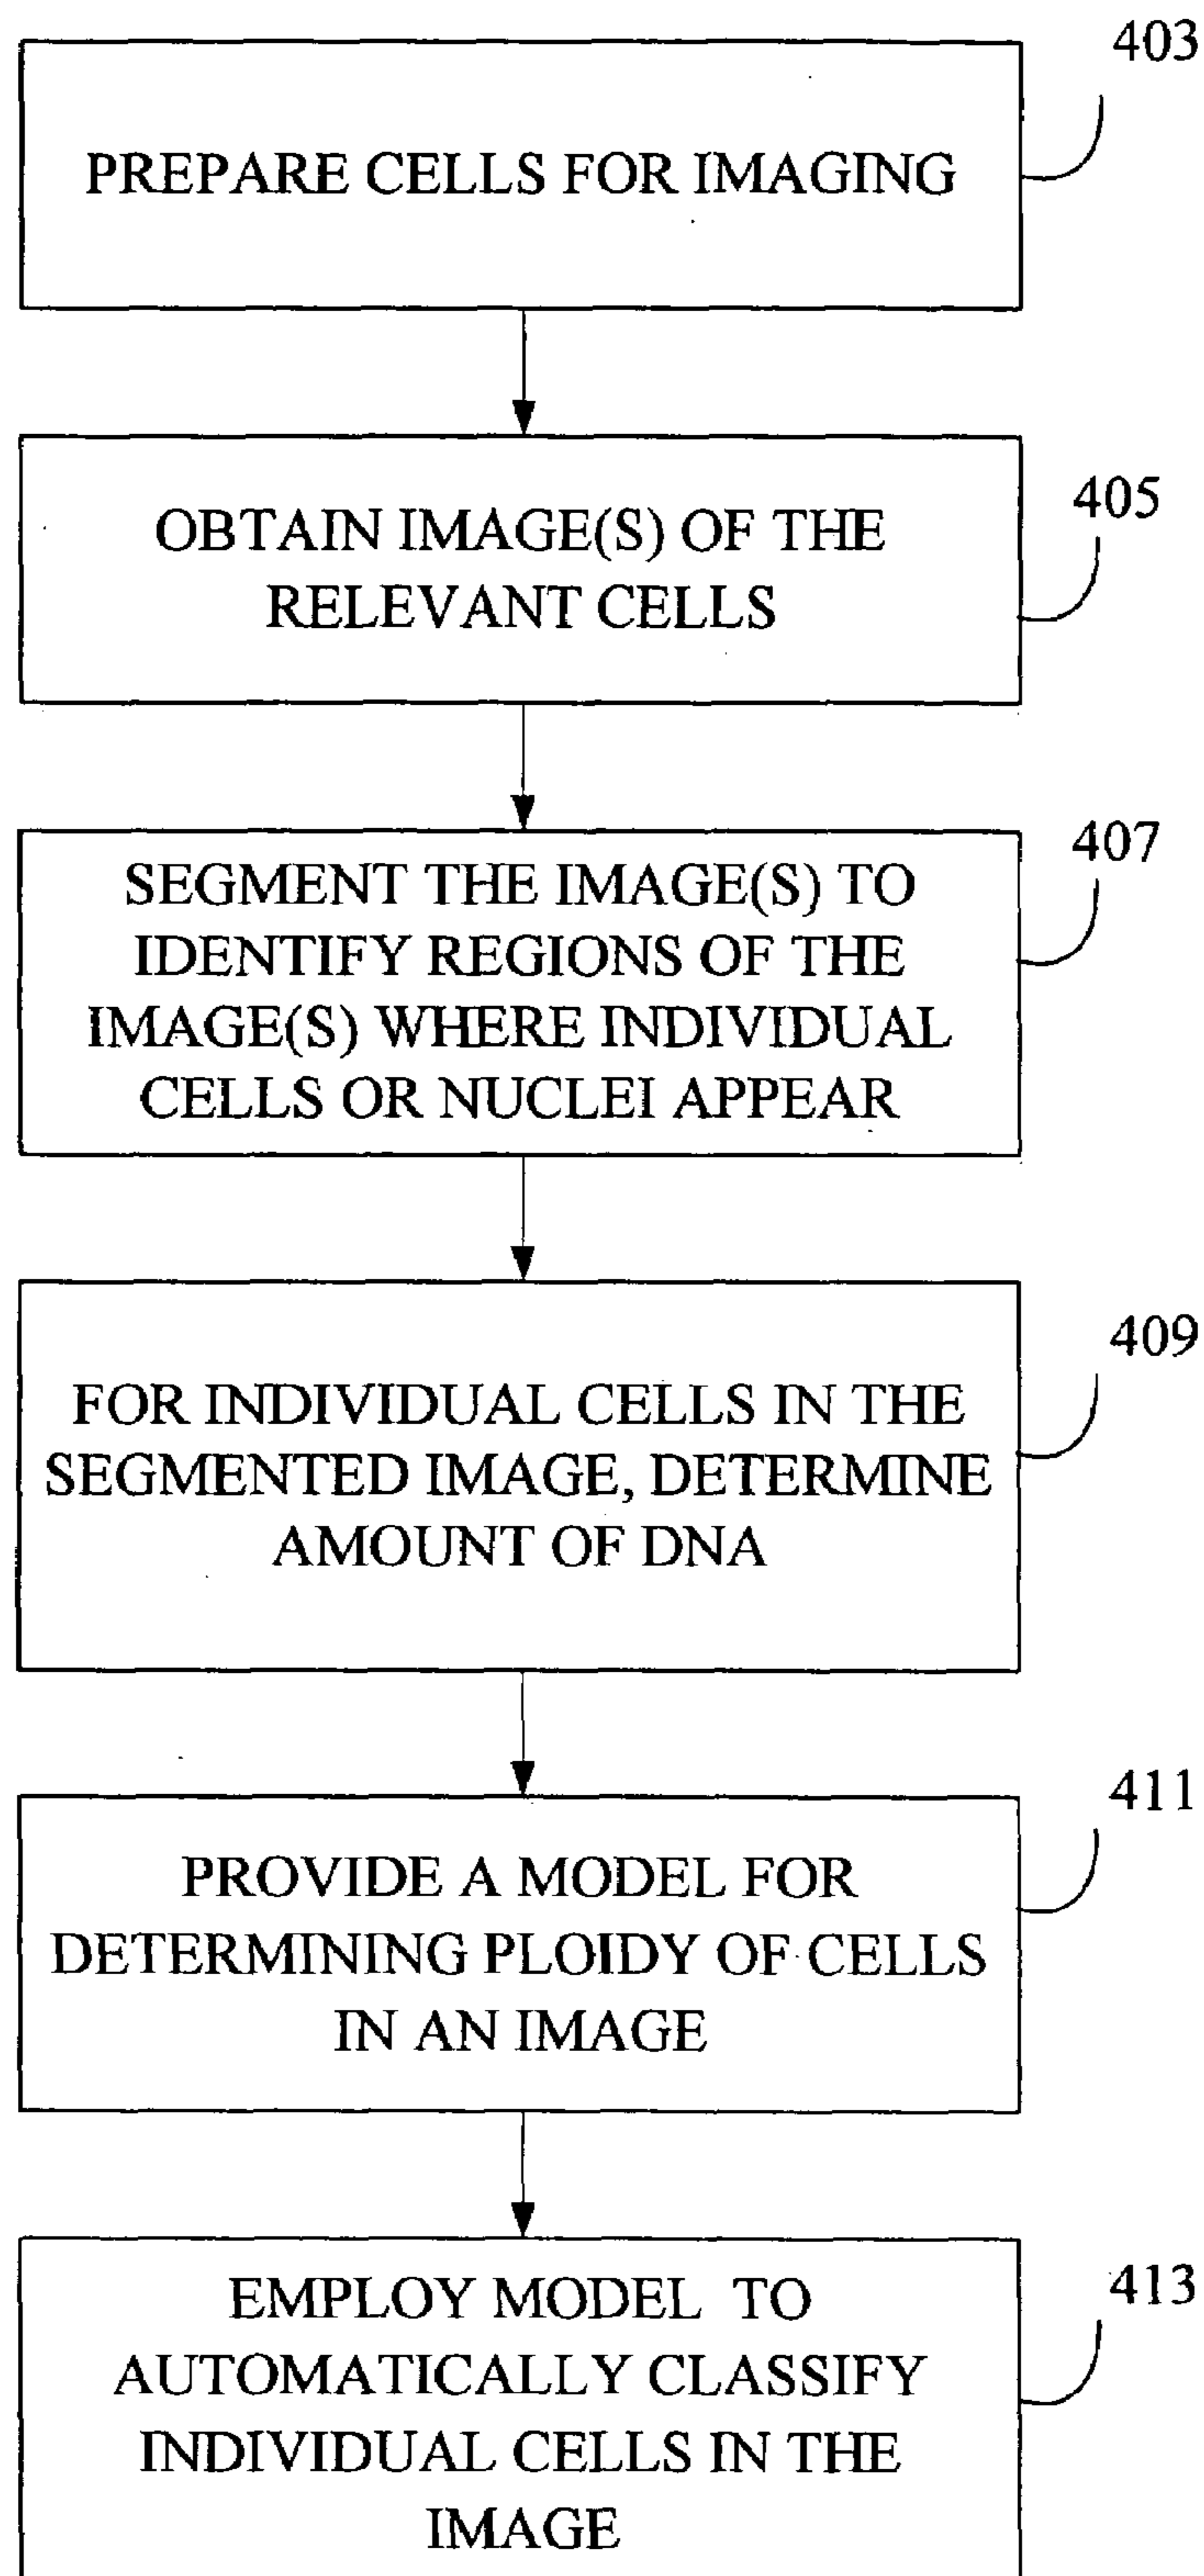 403
PREPARE CELLS FOR IMAGING
405
OBTAIN IMAGE(S) OF THE
RELEVANT CELLS
407
SEGMENT THE IMAGE(S) TO
IDENTIFY REGIONS OF THE
IMAGE(S) WHERE INDIVIDUAL
CELLS OR NUCLEI APPEAR
409
FOR INDIVIDUAL CELLS IN THE
SEGMENTED IMAGE, DETERMINE
AMOUNT OF DNA
411
PROVIDE A MODEL FOR
DETERMINING PLOIDY OF CELLS
IN AN IMAGE
413
EMPLOY MODEL TO
AUTOMATICALLY CLASSIFY
INDIVIDUAL CELLS IN THE
IMAGE